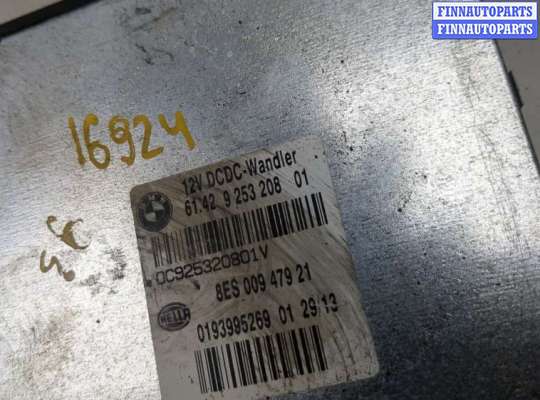 FINNAUTOPARTS
FINNAUTOPARTS
16924
12V DCDC-Wandler
61.42 9 253 208 01
0C925320801V
8ES 009 479 21
HELLA
0193995269 01 29 13